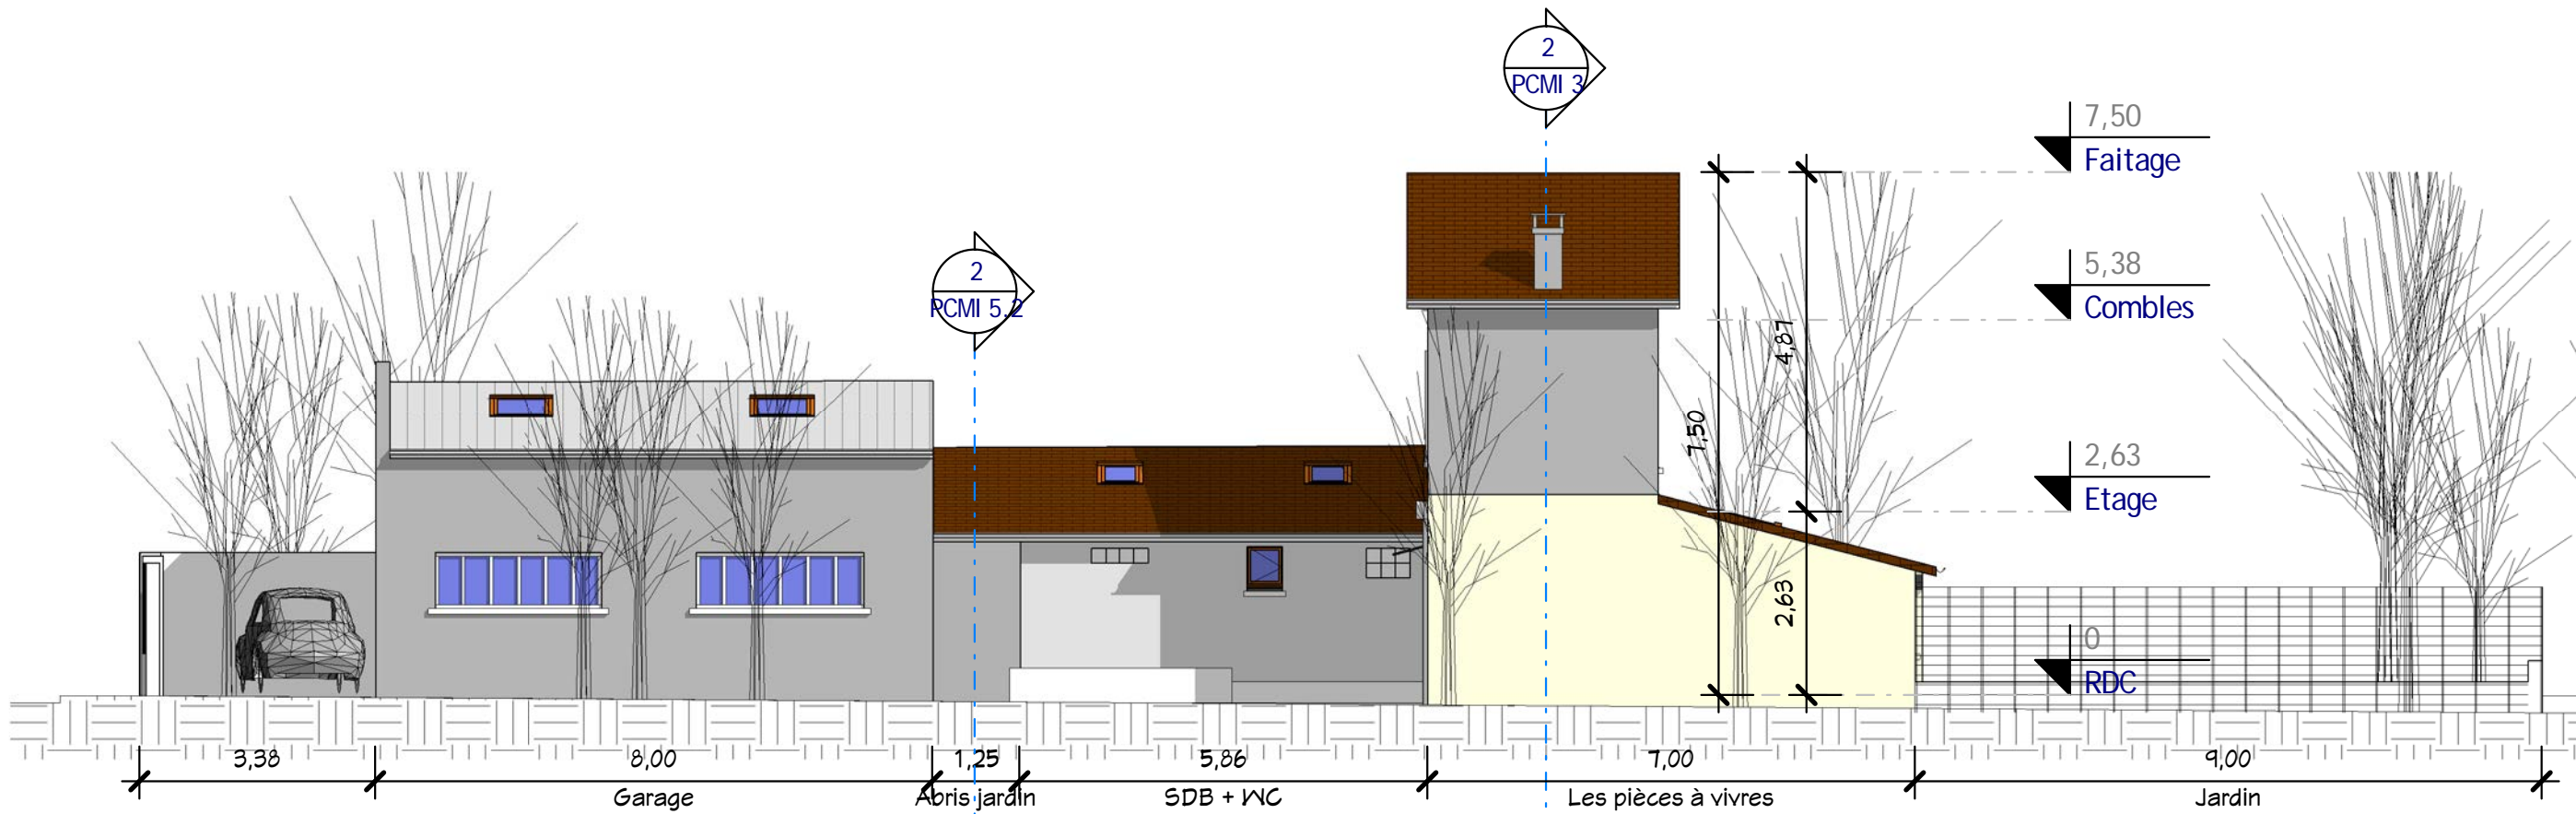 2
PCMI 3
7,50
Faitage
2
PCMI 5.2
5,38
Combles
4,87
7,50
2,63
Etage
2,63
0
RDC
3,38
8,00
1,25
5,86
7,00
9,00
Garage
Abris jardin
SDB + WC
Les pièces à vivres
Jardin